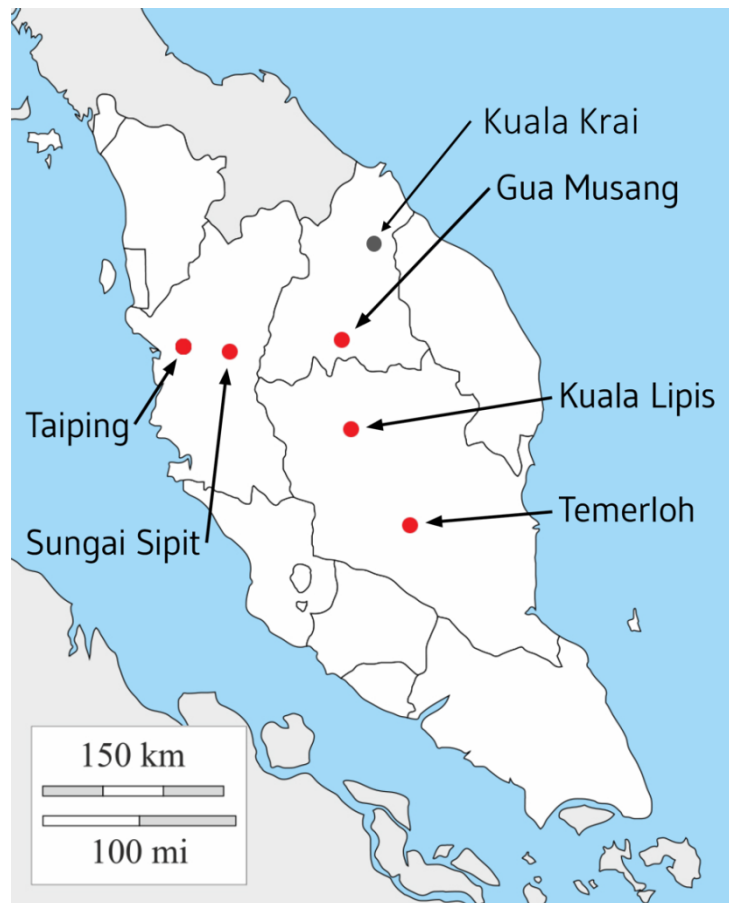 Kuala Krai
Gua Musang
Kuala Lipis
Taiping
Temerloh
Sungai Sipit
150 km
100 mi